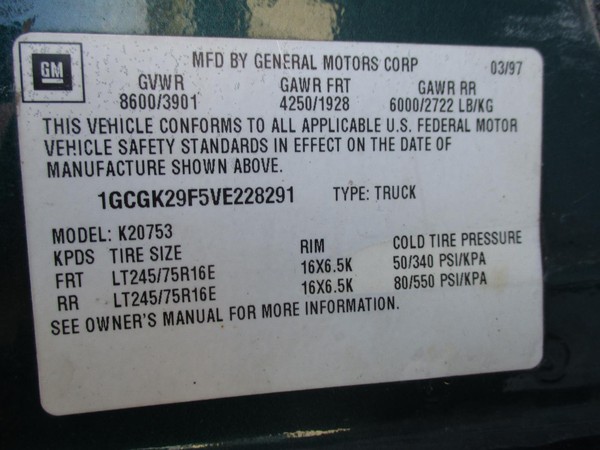 GM
MFD BY GENERAL MOTORS CORP 03/97
GVWR GAWR FRT GAWR RR
8600/3901 4250/1928 6000/2722 LB/KG
THIS VEHICLE CONFORMS TO ALL APPLICABLE U.S. FEDERAL MOTOR
VEHICLE SAFETY STANDARDS IN EFFECT ON THE DATE OF
MANUFACTURE SHOWN ABOVE.
1GCGK29F5VE228291 TYPE: TRUCK
MODEL: K20753
KPDS TIRE SIZE RIM COLD TIRE PRESSURE
FRT LT245/75R16E 16X6.5K 50/340 PSI/KPA
RR LT245/75R16E 16X6.5K 80/550 PSI/KPA
SEE OWNER'S MANUAL FOR MORE INFORMATION.